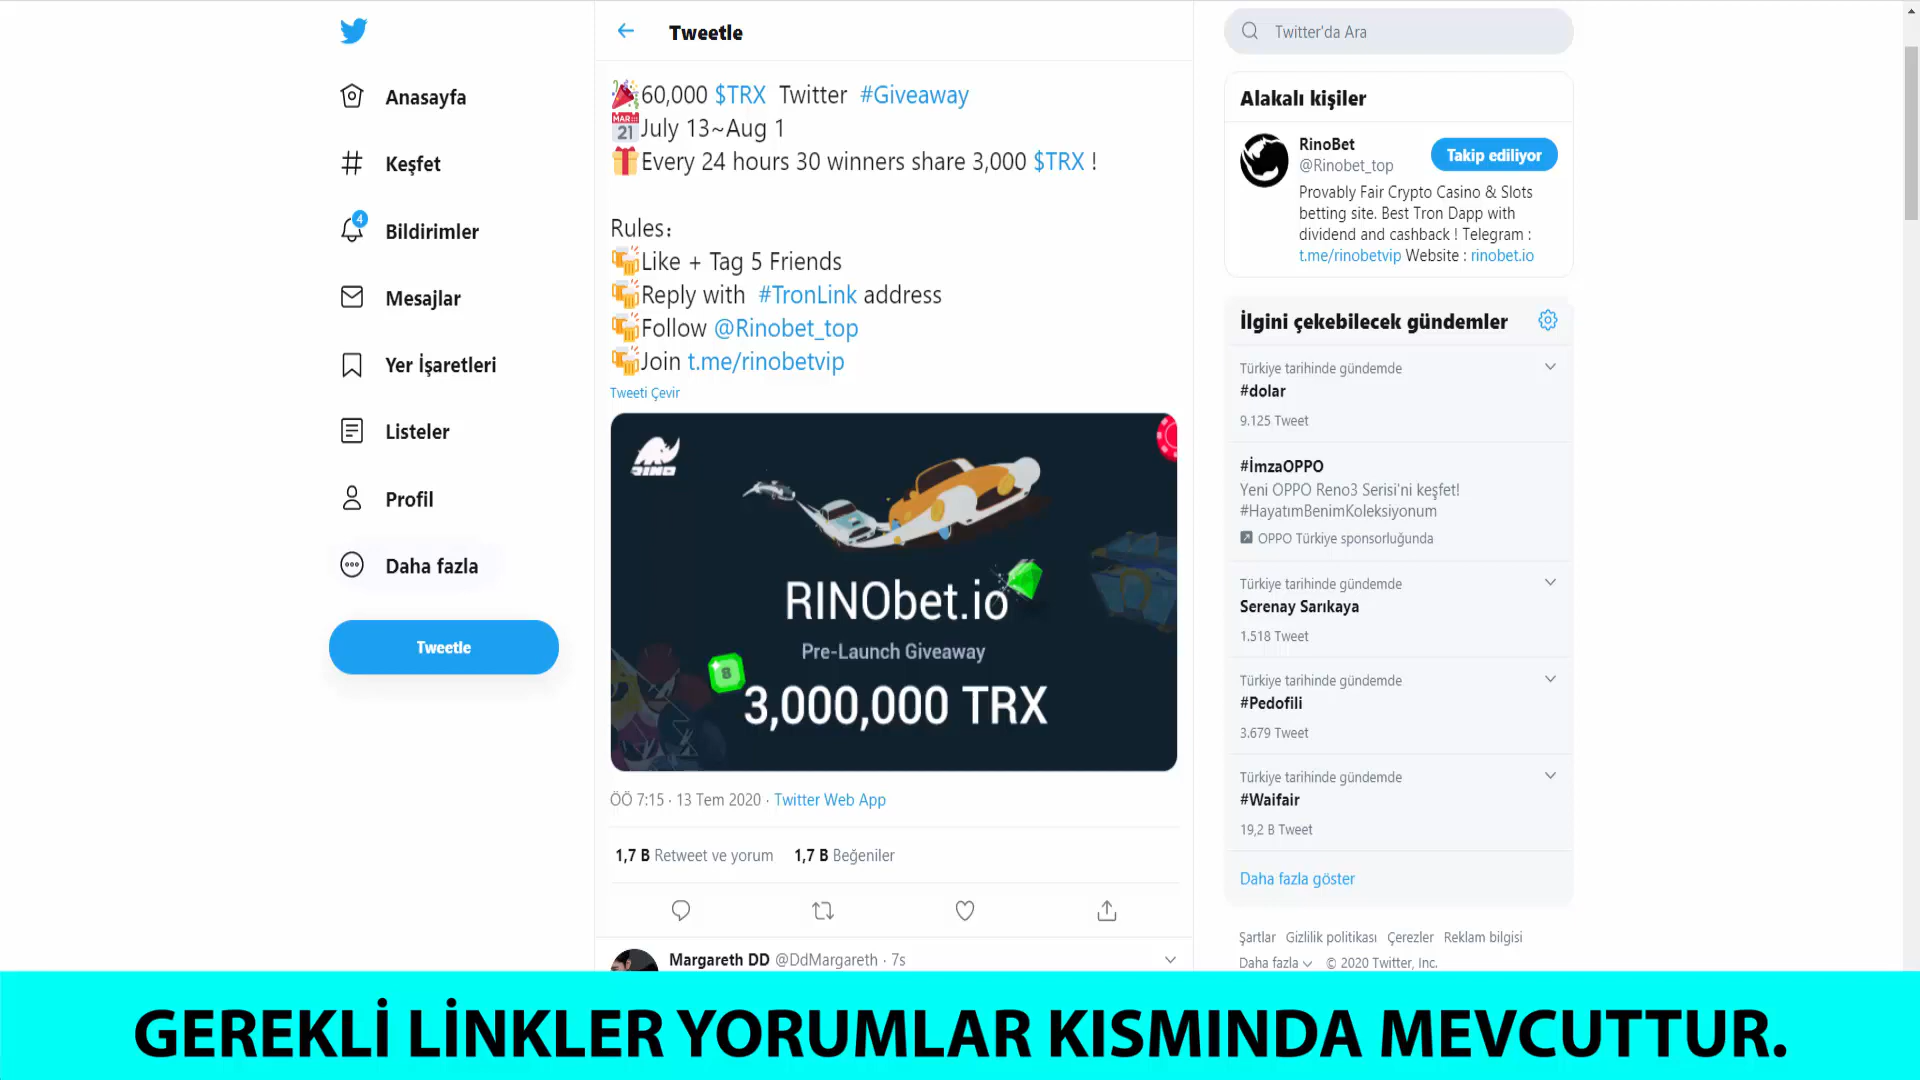 Anasayfa
Keşfet
4
Bildirimler
Mesajlar
Yer İşaretleri
Listeler
Profil
Daha fazla
Tweetle
Tweetle
60,000 $TRX Twitter #Giveaway
July 13~Aug 1
Every 24 hours 30 winners share 3,000 $TRX !
Rules:
Like + Tag 5 Friends
Reply with #TronLink address
Follow @Rinobet_top
Join t.me/rinobetvip
Tweeti Çevir
RINO
RINObet.io
Pre-Launch Giveaway
3,000,000 TRX
ÖÖ 7:15 · 13 Tem 2020 · Twitter Web App
1,7 B Retweet ve yorum 1,7 B Beğeniler
Margareth DD @DdMargareth · 7s
Twitter'da Ara
Alakalı kişiler
RinoBet
@Rinobet_top
Takip ediliyor
Provably Fair Crypto Casino & Slots
betting site. Best Tron Dapp with
dividend and cashback ! Telegram :
t.me/rinobetvip Website : rinobet.io
İlgini çekebilecek gündemler
Türkiye tarihinde gündemde
#dolar
9.125 Tweet
#İmzaOPPO
Yeni OPPO Reno3 Serisi'ni keşfet!
#HayatımBenimKoleksiyonum
OPPO Türkiye sponsorluğunda
Türkiye tarihinde gündemde
Serenay Sarıkaya
1.518 Tweet
Türkiye tarihinde gündemde
#Pedofili
3.679 Tweet
Türkiye tarihinde gündemde
#Waifair
19,2 B Tweet
Daha fazla göster
Şartlar Gizlilik politikası Çerezler Reklam bilgisi
Daha fazla © 2020 Twitter, Inc.
GEREKLİ LİNKLER YORUMLAR KISMINDA MEVCUTTUR.